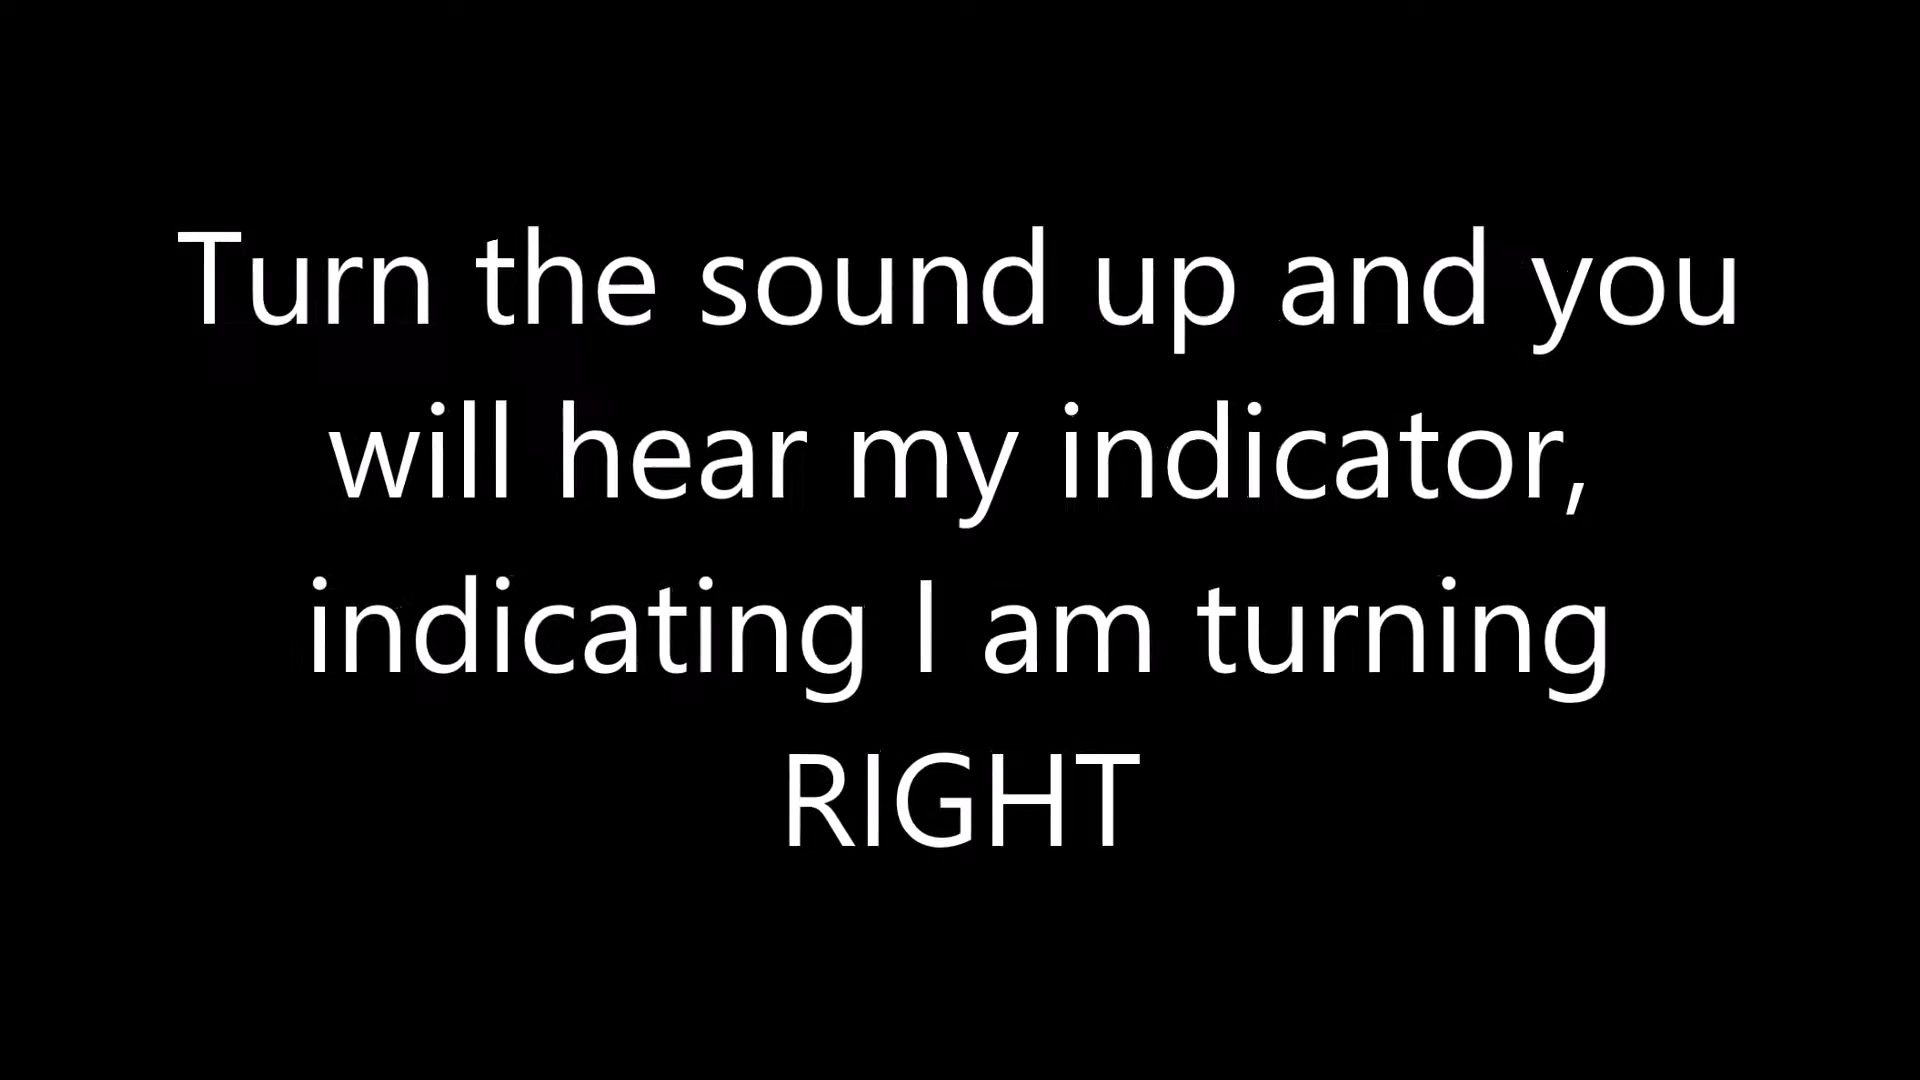 Turn the sound up and you
will hear my indicator,
indicating I am turning
RIGHT